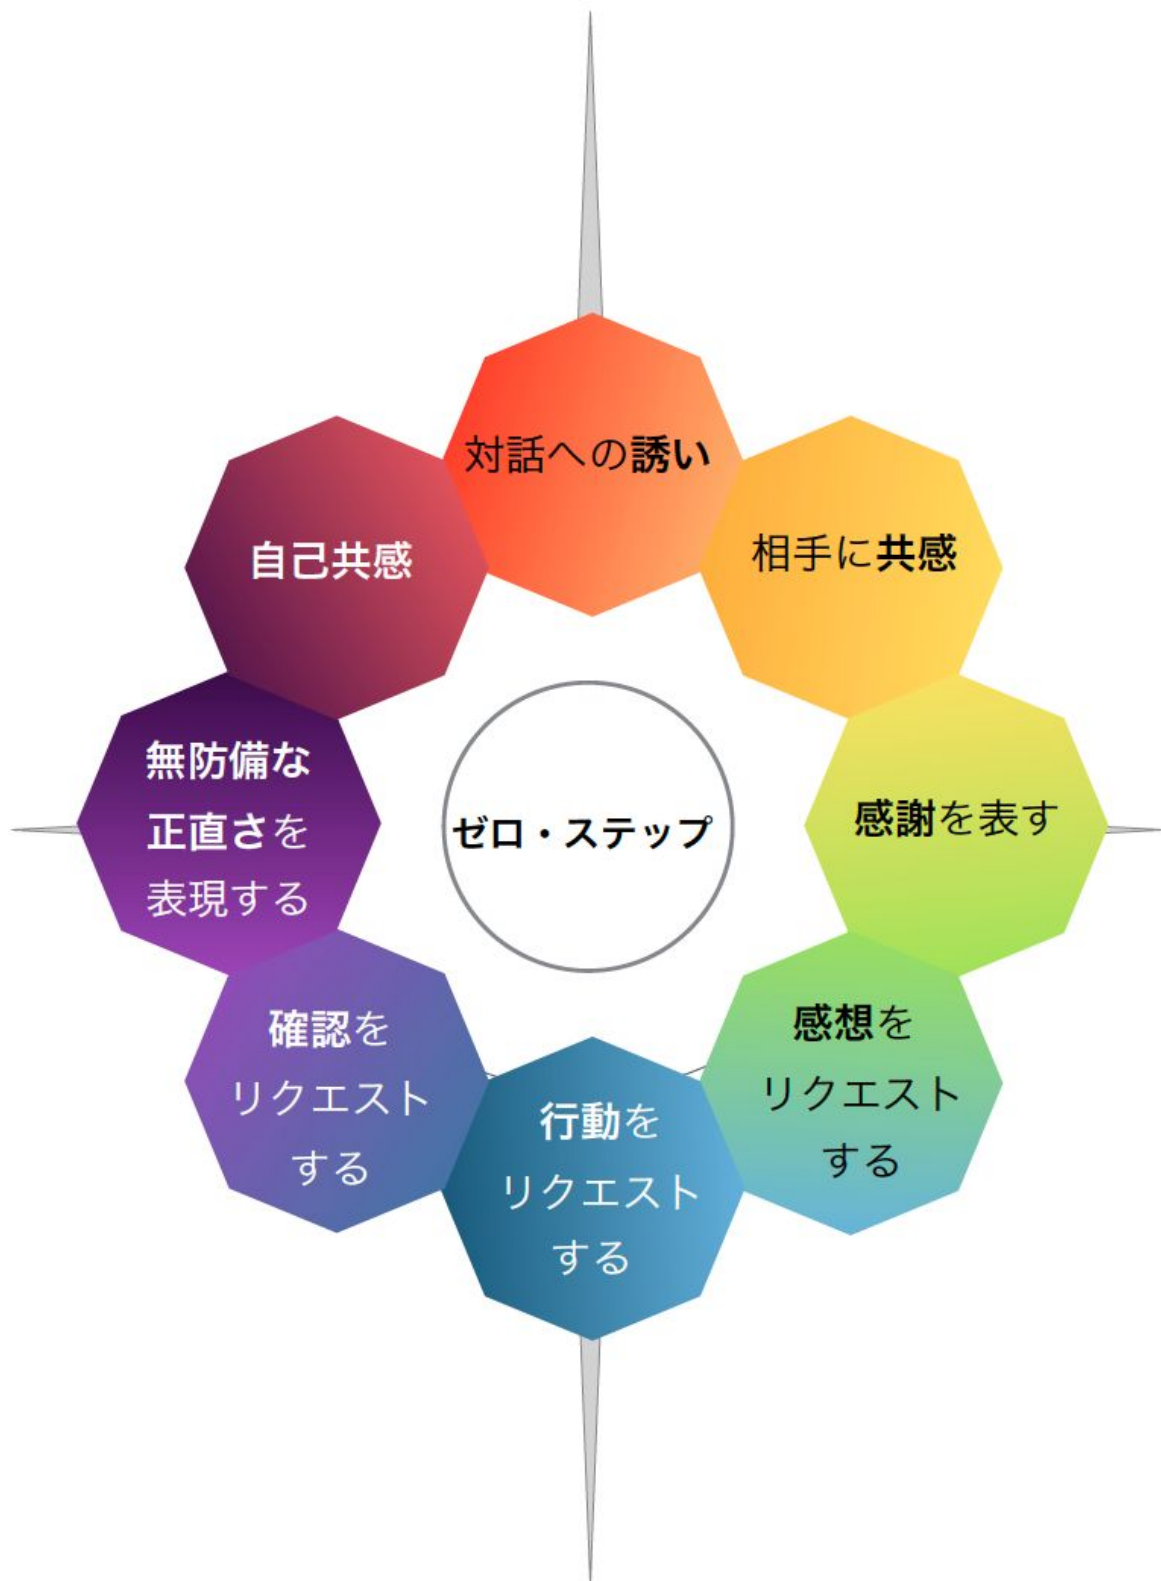 対話への誘い
相手に共感
自己共感
無防備な
正直さを
表現する
ゼロ・ステップ
感謝を表す
確認を
リクエスト
する
行動を
リクエスト
する
感想を
リクエスト
する